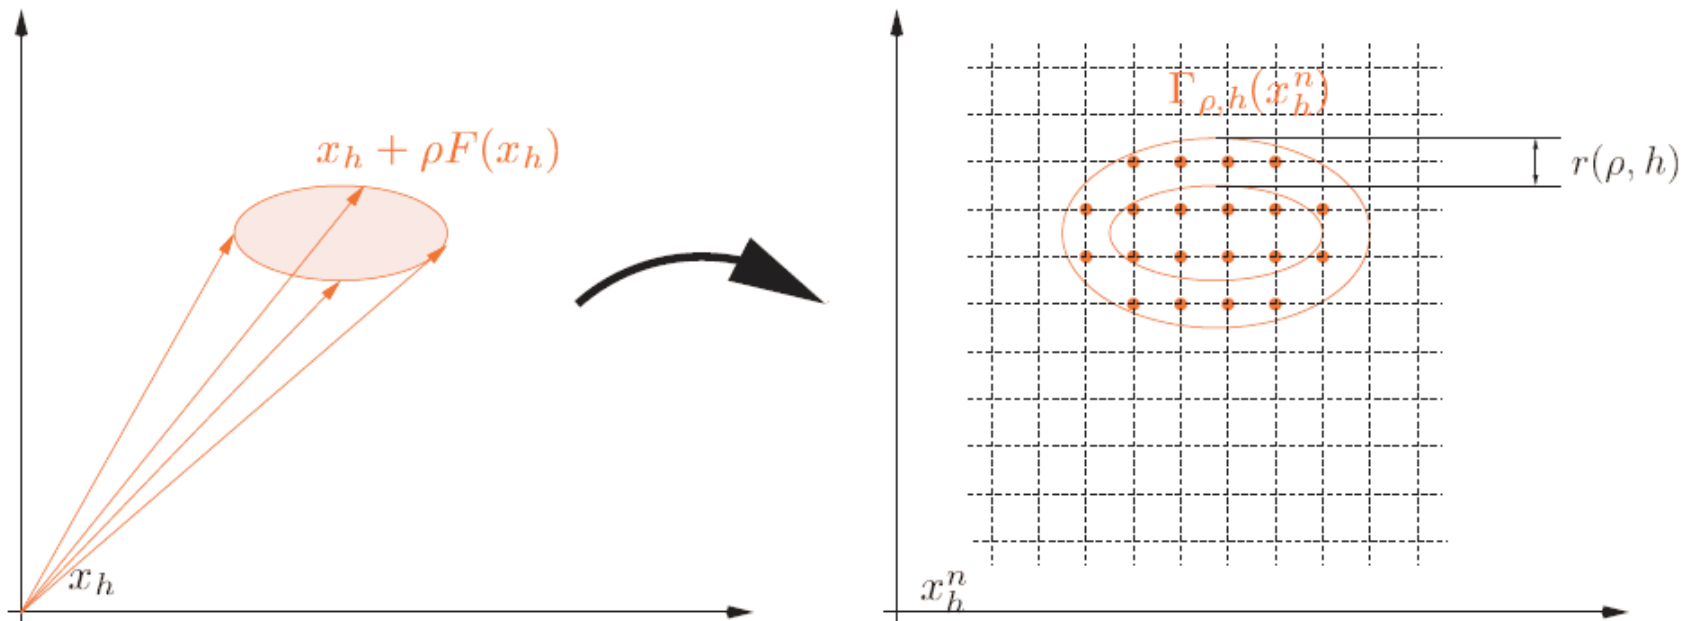 x_h + ρF(x_h)
x_h
Γ_{ρ,h}(x_h^n)
r(ρ, h)
x_h^n